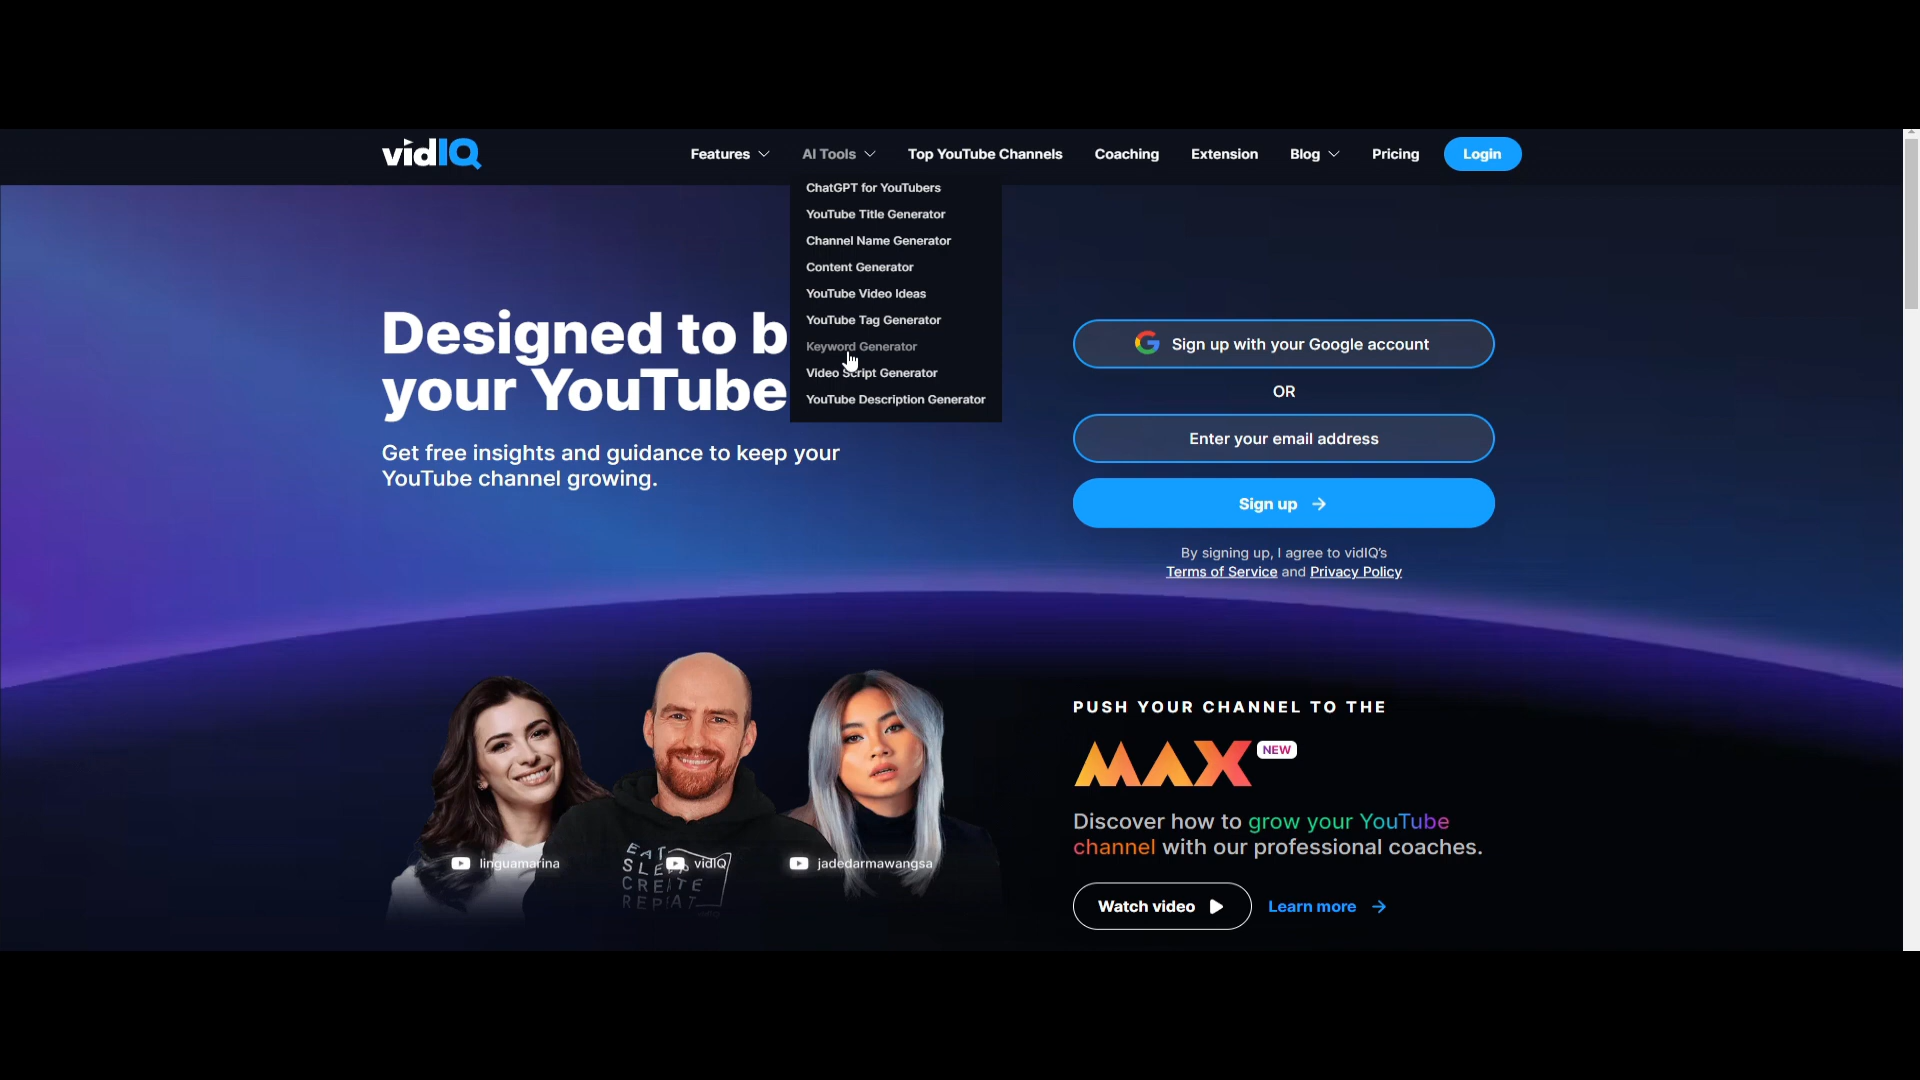 vidIQ
Features AI Tools Top YouTube Channels Coaching Extension Blog Pricing Login
ChatGPT for YouTubers
YouTube Title Generator
Channel Name Generator
Content Generator
YouTube Video Ideas
YouTube Tag Generator
Keyword Generator
Video Script Generator
YouTube Description Generator
Designed to b
your YouTube
Get free insights and guidance to keep your
YouTube channel growing.
Sign up with your Google account
OR
Enter your email address
Sign up
By signing up, I agree to vidIQ's
Terms of Service and Privacy Policy
EAT
SLEEP
CREATE
REPEAT
linguamarina
vidIQ
jadedarmawangsa
PUSH YOUR CHANNEL TO THE
MAX NEW
Discover how to grow your YouTube
channel with our professional coaches.
Watch video
Learn more